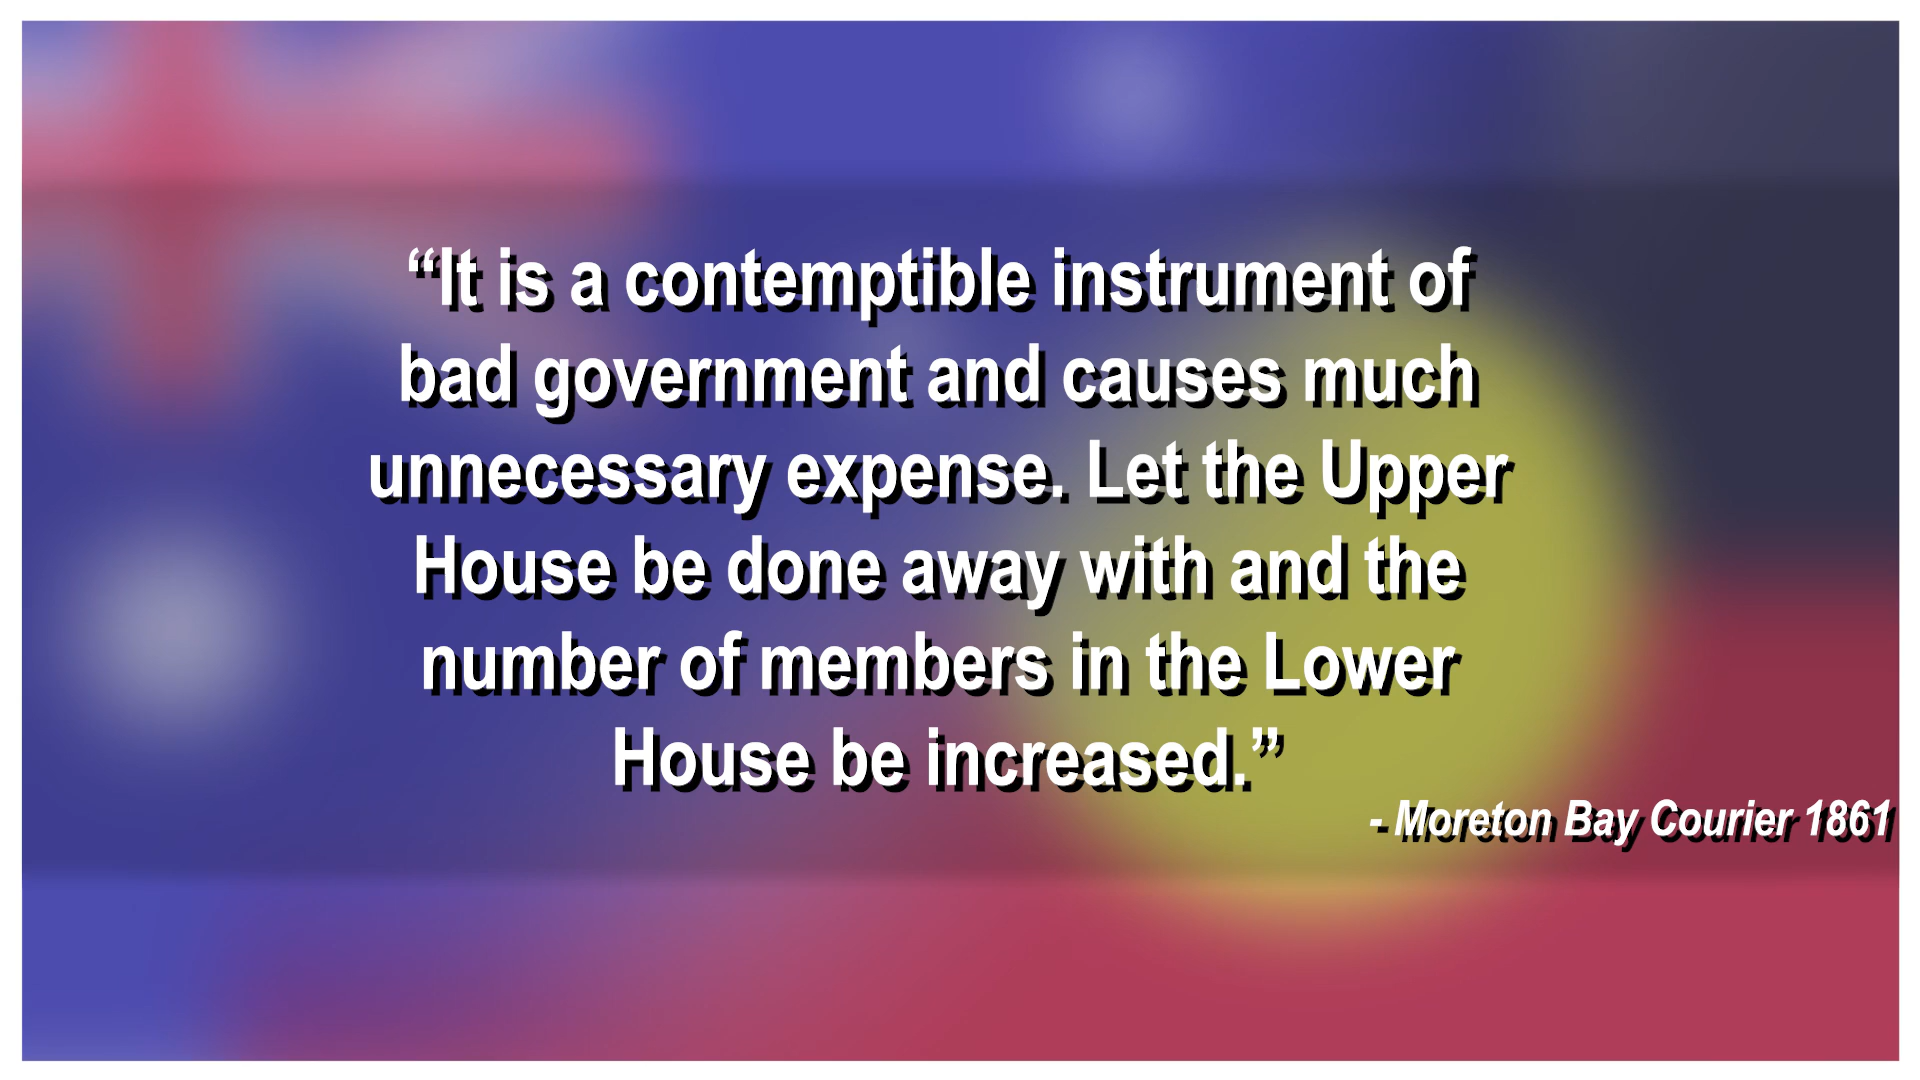 “It is a contemptible instrument of
bad government and causes much
unnecessary expense. Let the Upper
House be done away with and the
number of members in the Lower
House be increased.”
- Moreton Bay Courier 1861